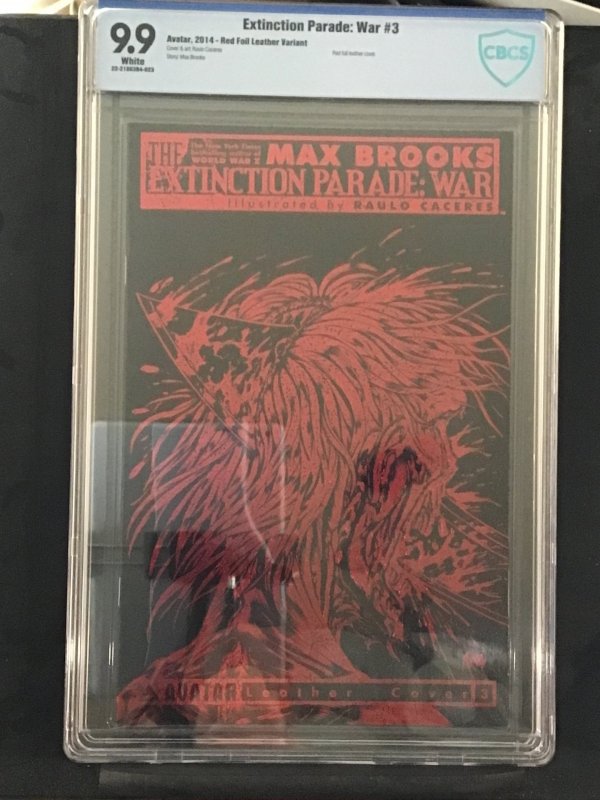 Extinction Parade: War #3
9.9
White
Avatar, 2014 - Red Foil Leather Variant
Cover & art: Raulo Caceres
Story: Max Brooks
Red foil leather cover
CBCS
THE
The New York Times
bestselling author of
WORLD WAR Z
MAX BROOKS
EXTINCTION PARADE: WAR
Illustrated by RAULO CACERES
TM
AVATAR Leather Cover 3